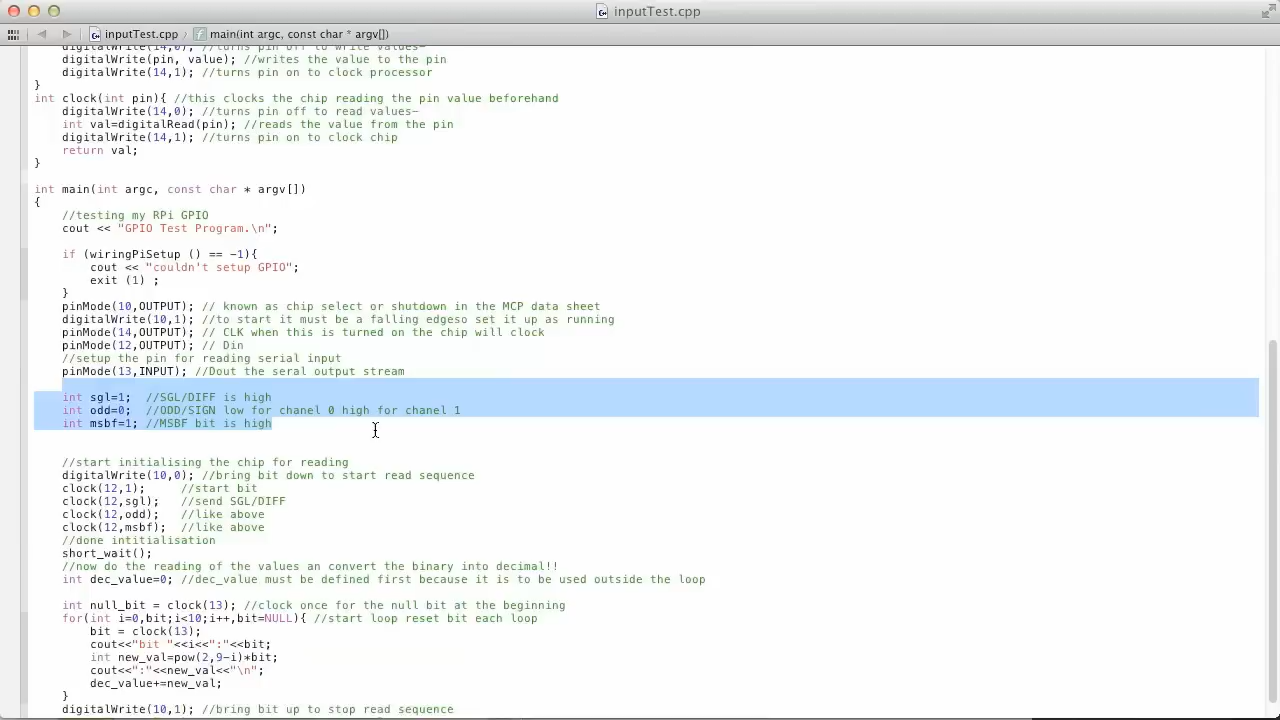 inputTest.cpp
inputTest.cpp main(int argc, const char * argv[])
digitalWrite(14,0); //turns pin off to write values-
digitalWrite(pin, value); //writes the value to the pin
digitalWrite(14,1); //turns pin on to clock processor
}
int clock(int pin){ //this clocks the chip reading the pin value beforehand
digitalWrite(14,0); //turns pin off to read values-
int val=digitalRead(pin); //reads the value from the pin
digitalWrite(14,1); //turns pin on to clock chip
return val;
}
int main(int argc, const char * argv[])
{
//testing my RPi GPIO
cout << "GPIO Test Program.\n";
if (wiringPiSetup () == -1){
cout << "couldn't setup GPIO";
exit (1) ;
}
pinMode(10,OUTPUT); // known as chip select or shutdown in the MCP data sheet
digitalWrite(10,1); //to start it must be a falling edgeso set it up as running
pinMode(14,OUTPUT); // CLK when this is turned on the chip will clock
pinMode(12,OUTPUT); // Din
//setup the pin for reading serial input
pinMode(13,INPUT); //Dout the seral output stream
int sgl=1; //SGL/DIFF is high
int odd=0; //ODD/SIGN low for chanel 0 high for chanel 1
int msbf=1; //MSBF bit is high
//start initialising the chip for reading
digitalWrite(10,0); //bring bit down to start read sequence
clock(12,1); //start bit
clock(12,sgl); //send SGL/DIFF
clock(12,odd); //like above
clock(12,msbf); //like above
//done intitialisation
short_wait();
//now do the reading of the values an convert the binary into decimal!!
int dec_value=0; //dec_value must be defined first because it is to be used outside the loop
int null_bit = clock(13); //clock once for the null bit at the beginning
for(int i=0,bit;i<10;i++,bit=NULL){ //start loop reset bit each loop
bit = clock(13);
cout<<"bit "<<i<<":"<<bit;
int new_val=pow(2,9-i)*bit;
cout<<":"<<new_val<<"\n";
dec_value+=new_val;
}
digitalWrite(10,1); //bring bit up to stop read sequence